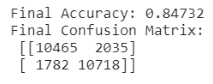 Final Accuracy: 0.84732
Final Confusion Matrix:
[[10465 2035]
[ 1782 10718]]